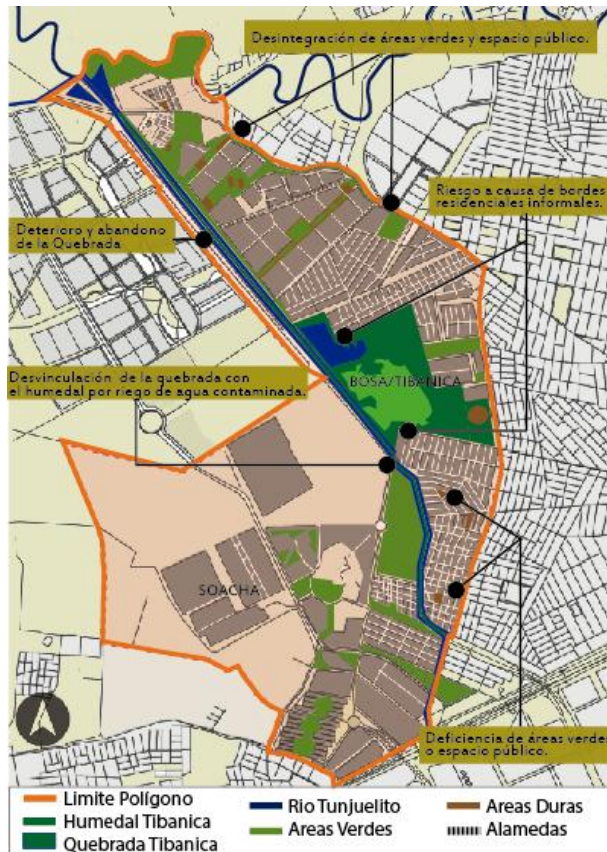 Desintegración de áreas verdes y espacio público.
Riesgo a causa de bordes
residenciales informales.
Deterioro y abandono
de la Quebrada
Desvinculación de la quebrada con
el humedal por riego de agua contaminada.
BOSA/TIBANICA
SOACHA
Deficiencia de áreas verdes
o espacio público.
Limite Polígono
Humedal Tibanica
Quebrada Tibanica
Rio Tunjuelito
Areas Verdes
Areas Duras
Alamedas